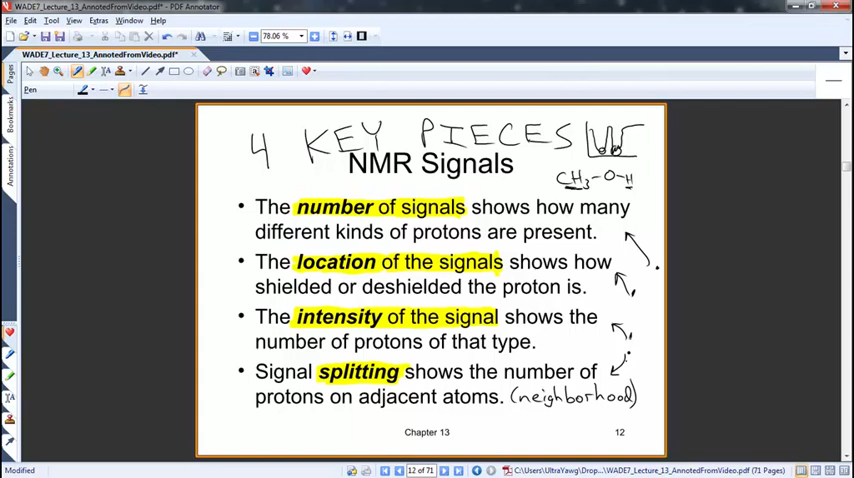 WADE7_Lecture_13_AnnotatedFromVideo.pdf* - PDF Annotator
File Edit Tool View Extras Window Help
78.06 %
WADE7_Lecture_13_AnnotatedFromVideo.pdf* ×
Pen
Pages
Bookmarks
Annotations
4 KEY PIECES
NMR Signals
CH3-O-H
• The number of signals shows how many
different kinds of protons are present.
• The location of the signals shows how
shielded or deshielded the proton is.
• The intensity of the signal shows the
number of protons of that type.
• Signal splitting shows the number of
protons on adjacent atoms. (neighborhood)
Chapter 13 12
Modified
12 of 71
C:\Users\UltraYawg\Drop...\WADE7_Lecture_13_AnnotatedFromVideo.pdf (71 Pages)